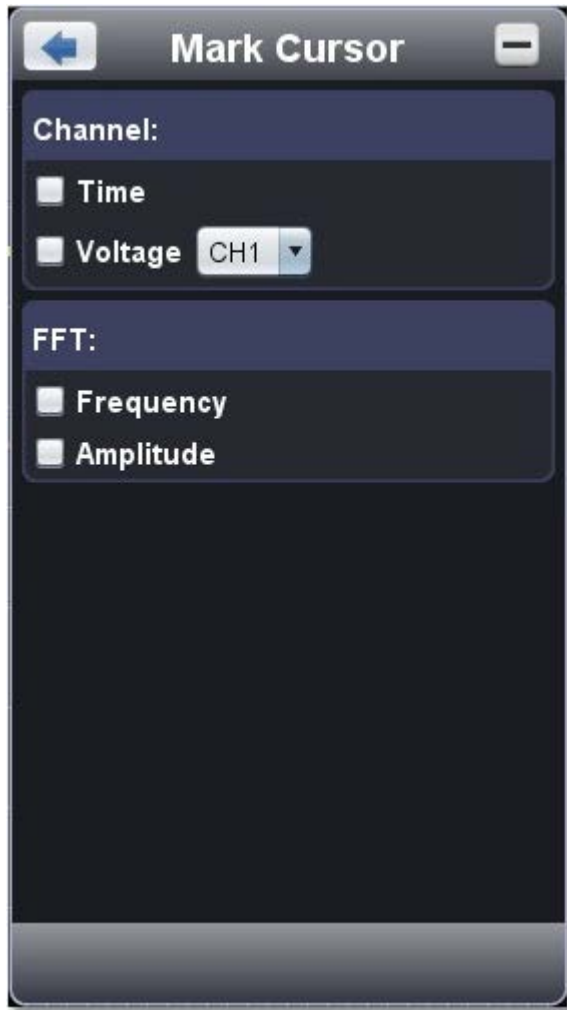 Mark Cursor
Channel:
Time
Voltage CH1
FFT:
Frequency
Amplitude